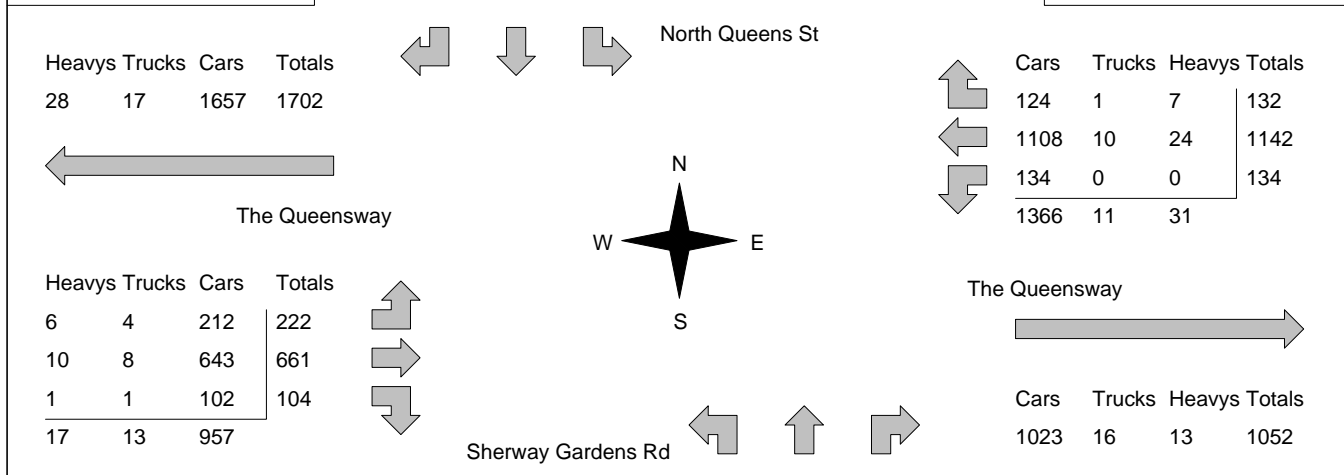 North Queens St
Heavys Trucks Cars Totals
28 17 1657 1702
The Queensway
Cars Trucks Heavys Totals
124 1 7 132
1108 10 24 1142
134 0 0 134
1366 11 31
N
W E
S
Heavys Trucks Cars Totals
6 4 212 222
10 8 643 661
1 1 102 104
17 13 957
The Queensway
Cars Trucks Heavys Totals
1023 16 13 1052
Sherway Gardens Rd